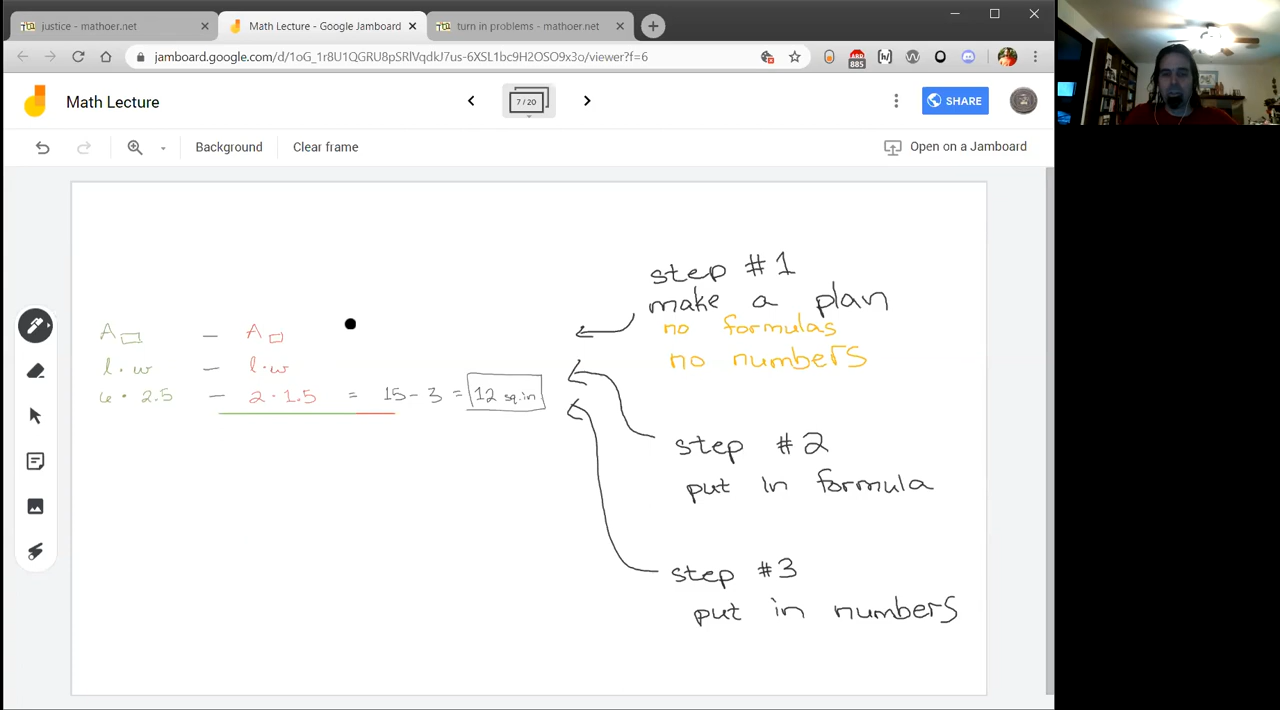 justice - mathoer.net
Math Lecture - Google Jamboard
turn in problems - mathoer.net
jamboard.google.com/d/1oG_1r8U1QGRU8pSRlVqdkJ7us-6XSL1bc9H2OSO9x3o/viewer?f=6
885
Math Lecture
7 / 20
SHARE
Background
Clear frame
Open on a Jamboard
A▭ – A▭
l·w – l·w
6·2.5 – 2·1.5 = 15-3 = 12 sq.in
step #1
make a plan
no formulas
no numbers
step #2
put in formula
step #3
put in numbers